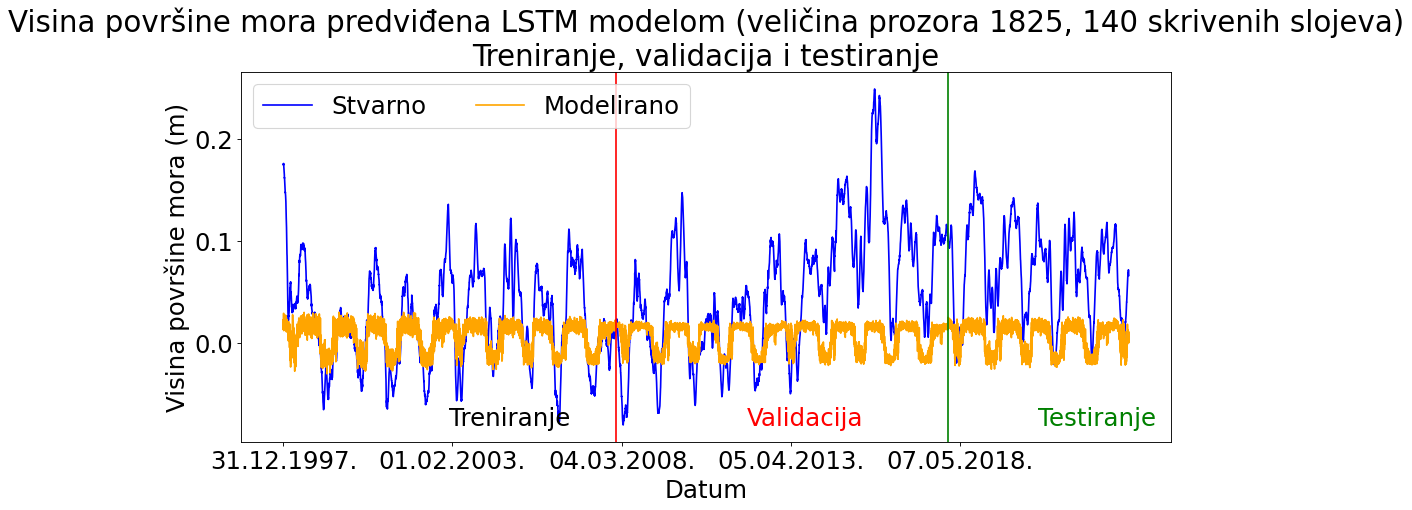 Visina površine mora predviđena LSTM modelom (veličina prozora 1825, 140 skrivenih slojeva)
Treniranje, validacija i testiranje
Stvarno Modelirano
Visina površine mora (m)
0.2
0.1
0.0
Treniranje Validacija Testiranje
31.12.1997. 01.02.2003. 04.03.2008. 05.04.2013. 07.05.2018.
Datum